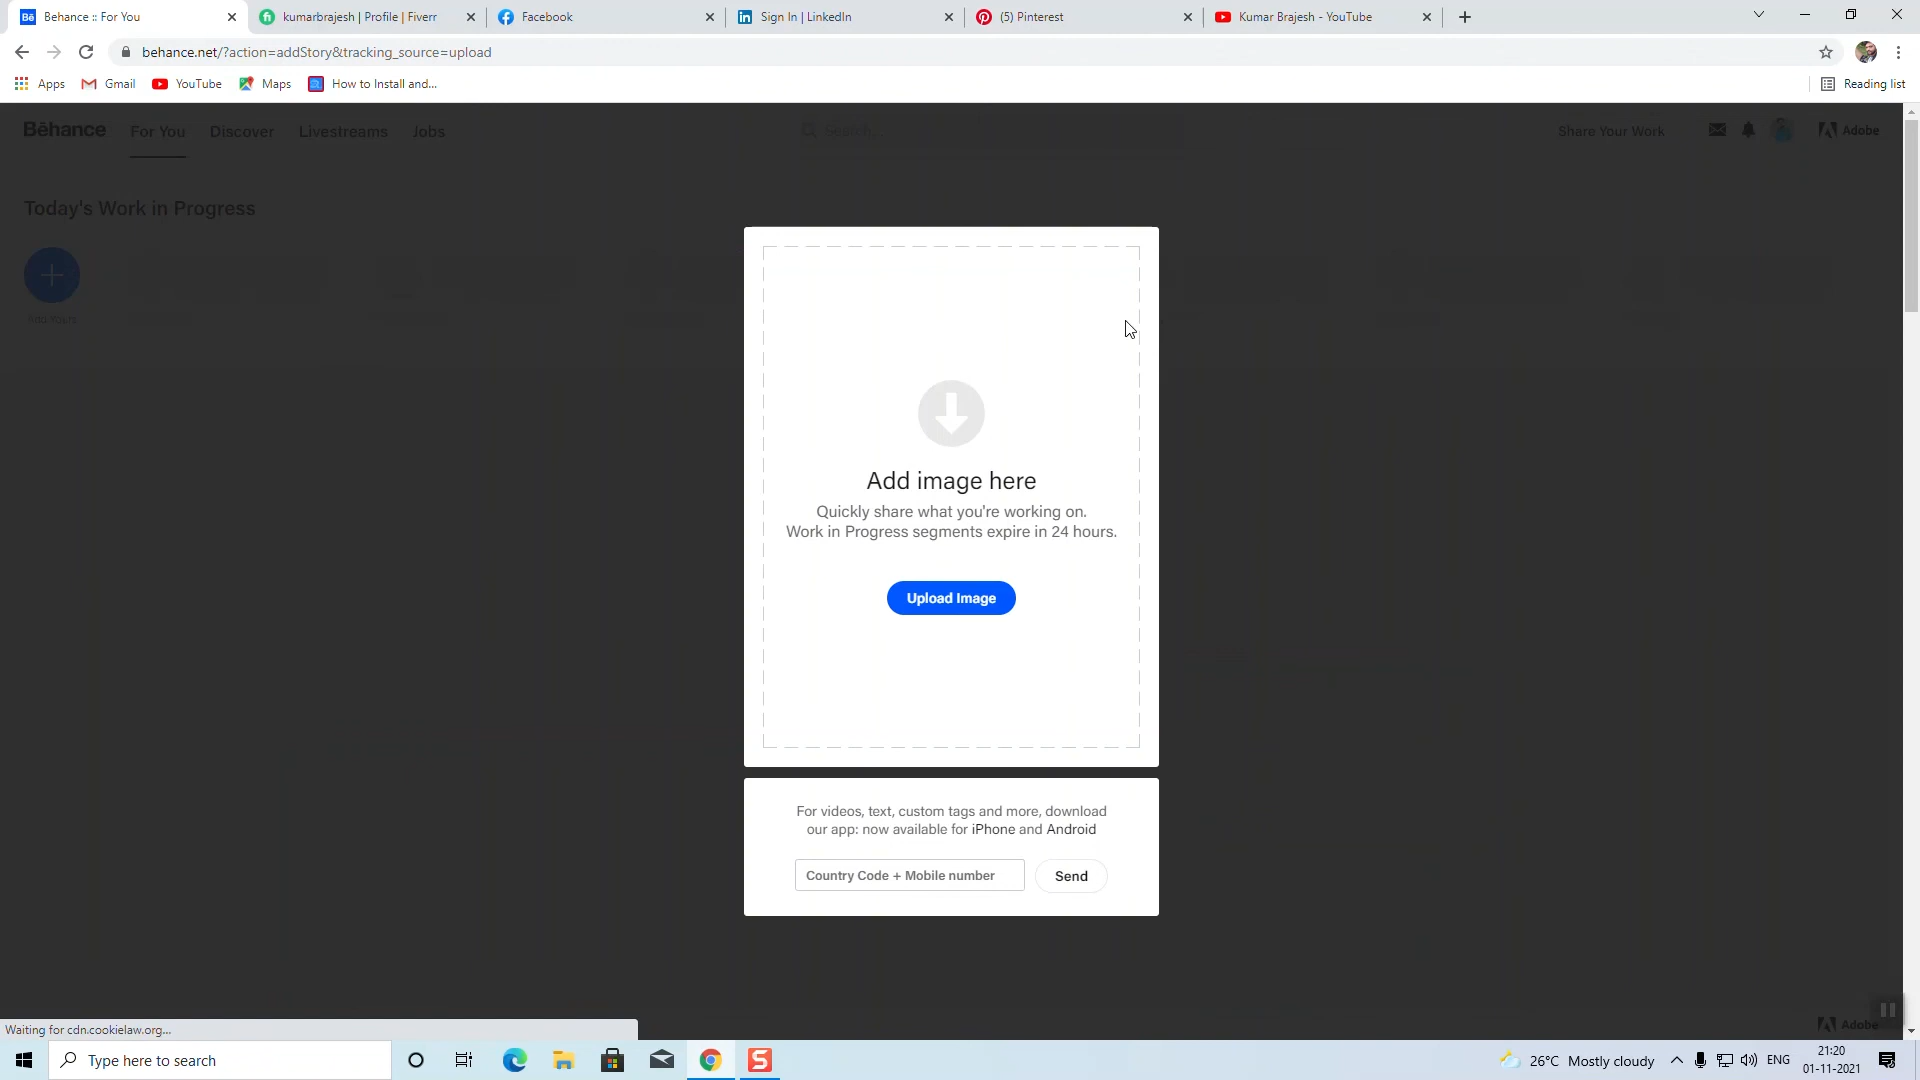 Behance :: For You
kumarbrajesh | Profile | Fiverr
Facebook
Sign In | LinkedIn
(5) Pinterest
Kumar Brajesh - YouTube
behance.net/?action=addStory&tracking_source=upload
Apps
Gmail
YouTube
Maps
How to Install and...
Reading list
Bēhance
For You
Discover
Livestreams
Jobs
Search...
Share Your Work
Adobe
Today's Work in Progress
Add image here
Quickly share what you're working on.
Work in Progress segments expire in 24 hours.
Upload Image
For videos, text, custom tags and more, download
our app: now available for iPhone and Android
Country Code + Mobile number
Send
Adobe
Waiting for cdn.cookielaw.org...
Type here to search
26°C Mostly cloudy
ENG
21:20
01-11-2021